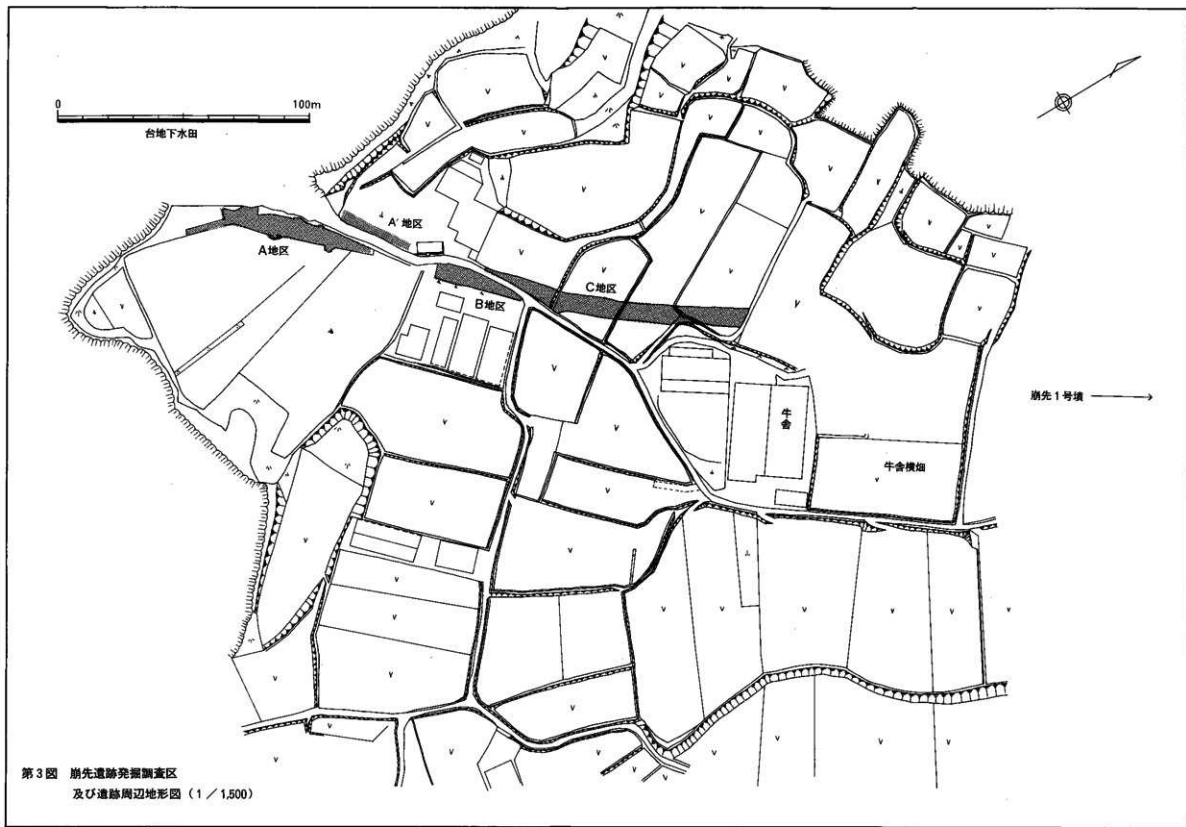 0 100m
台地下水田
A'地区
A地区
B地区
C地区
崩先1号墳
牛舎
牛舎横畑
第3図 崩先遺跡発掘調査区
及び遺跡周辺地形図(1/1,500)